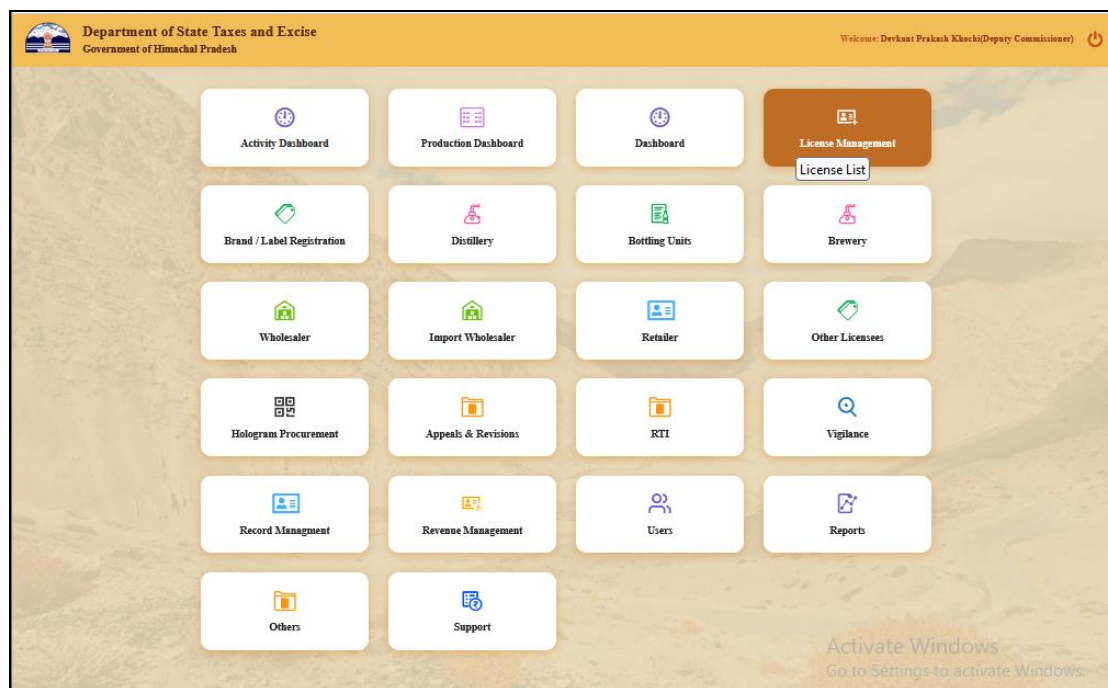 Department of State Taxes and Excise
Government of Himachal Pradesh
Welcome: Devkant Prakash Khachi(Deputy Commissioner)
Activity Dashboard
Production Dashboard
Dashboard
License Management
License List
Brand / Label Registration
Distillery
Bottling Units
Brewery
Wholesaler
Import Wholesaler
Retailer
Other Licensees
Hologram Procurement
Appeals & Revisions
RTI
Vigilance
Record Managment
Revenue Management
Users
Reports
Others
Support
Activate Windows
Go to Settings to activate Windows.